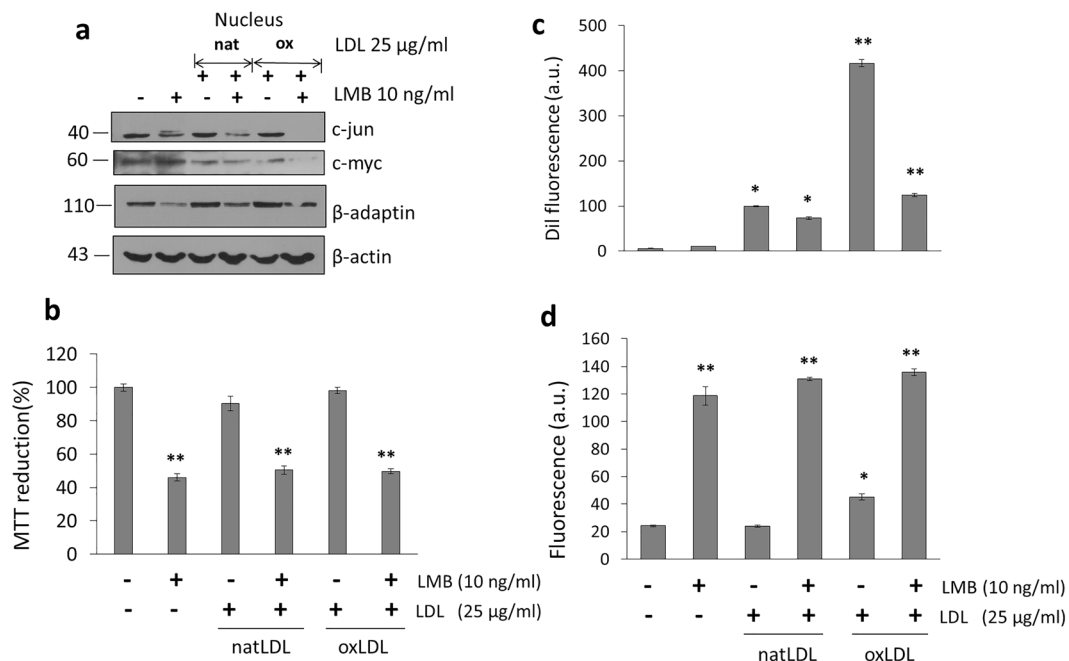 a
Nucleus
nat ox LDL 25 µg/ml
+ + + +
- + - + - + LMB 10 ng/ml
40 c-jun
60 c-myc
110 β-adaptin
43 β-actin
b
MTT reduction(%)
120
100
80
60
40
20
0
** ** **
- + - + - + LMB (10 ng/ml)
- - + + + + LDL (25 µg/ml)
natLDL oxLDL
c
DiI fluorescence (a.u.)
500
400
300
200
100
0
* * ** **
d
Fluorescence (a.u.)
160
140
120
100
80
60
40
20
0
** ** * **
- + - + - + LMB (10 ng/ml)
- - + + + + LDL (25 µg/ml)
natLDL oxLDL